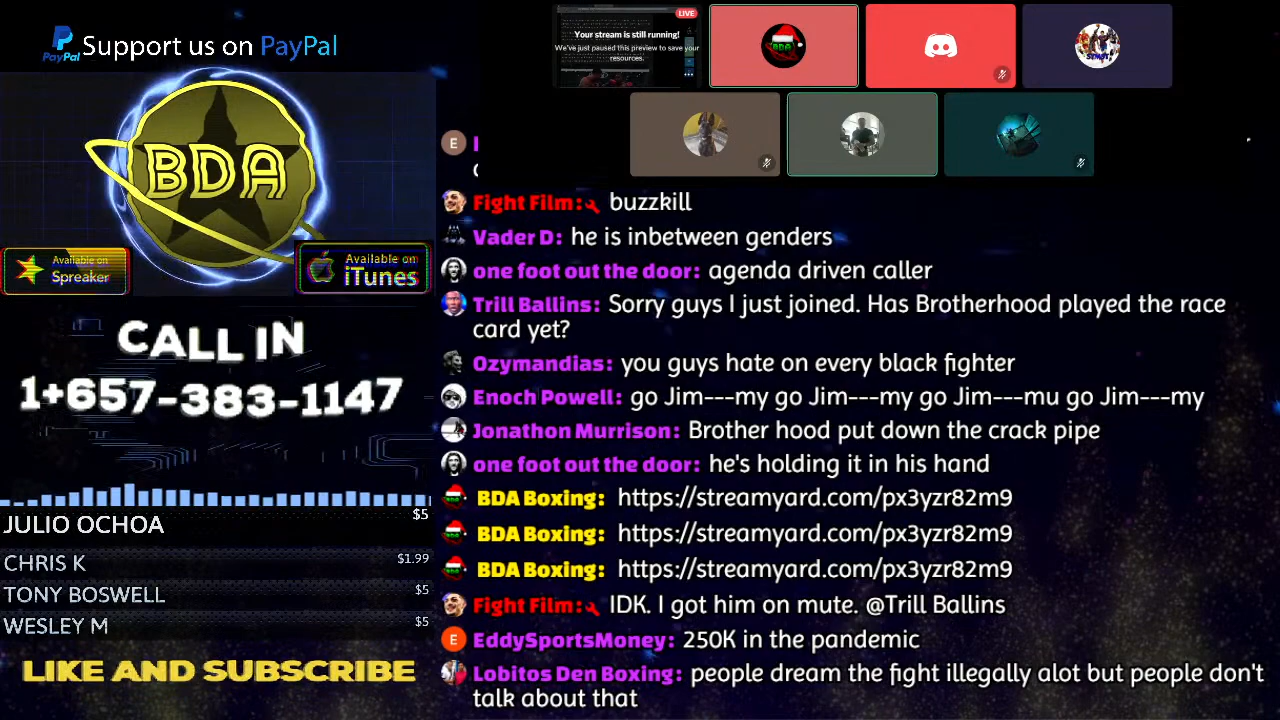 PayPal
Support us on PayPal
BDA
Available on
Spreaker
Available on
iTunes
CALL IN
1+657-383-1147
JULIO OCHOA $5
CHRIS K $1.99
TONY BOSWELL $5
WESLEY M $5
LIKE AND SUBSCRIBE
LIVE
Your stream is still running!
We've just paused this preview to save your
resources.
BDA
E
Fight Film: buzzkill
Vader D: he is inbetween genders
one foot out the door: agenda driven caller
Trill Ballins: Sorry guys I just joined. Has Brotherhood played the race
card yet?
Ozymandias: you guys hate on every black fighter
Enoch Powell: go Jim---my go Jim---my go Jim---mu go Jim---my
Jonathon Murrison: Brother hood put down the crack pipe
one foot out the door: he's holding it in his hand
BDA Boxing: https://streamyard.com/px3yzr82m9
BDA Boxing: https://streamyard.com/px3yzr82m9
BDA Boxing: https://streamyard.com/px3yzr82m9
Fight Film: IDK. I got him on mute. @Trill Ballins
E EddySportsMoney: 250K in the pandemic
Lobitos Den Boxing: people dream the fight illegally alot but people don't
talk about that